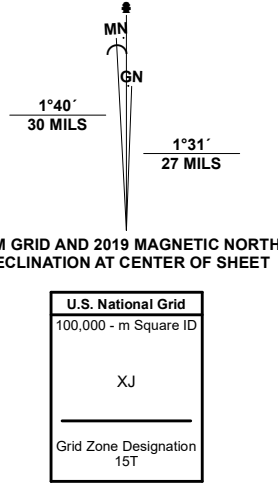 MN
GN
1°40´
30 MILS
1°31´
27 MILS
M GRID AND 2019 MAGNETIC NORTH
ECLINATION AT CENTER OF SHEET
U.S. National Grid
100,000 - m Square ID
XJ
Grid Zone Designation
15T